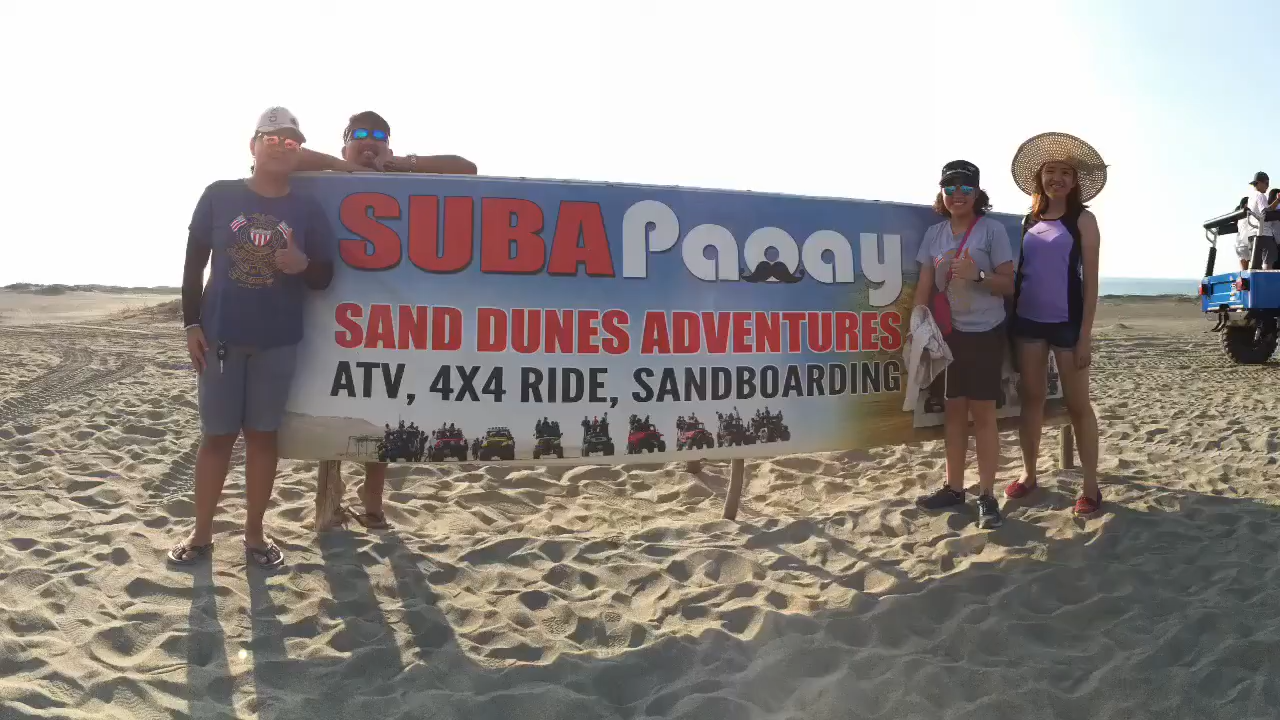 SUBA Paoay
SAND DUNES ADVENTURES
ATV, 4X4 RIDE, SANDBOARDING